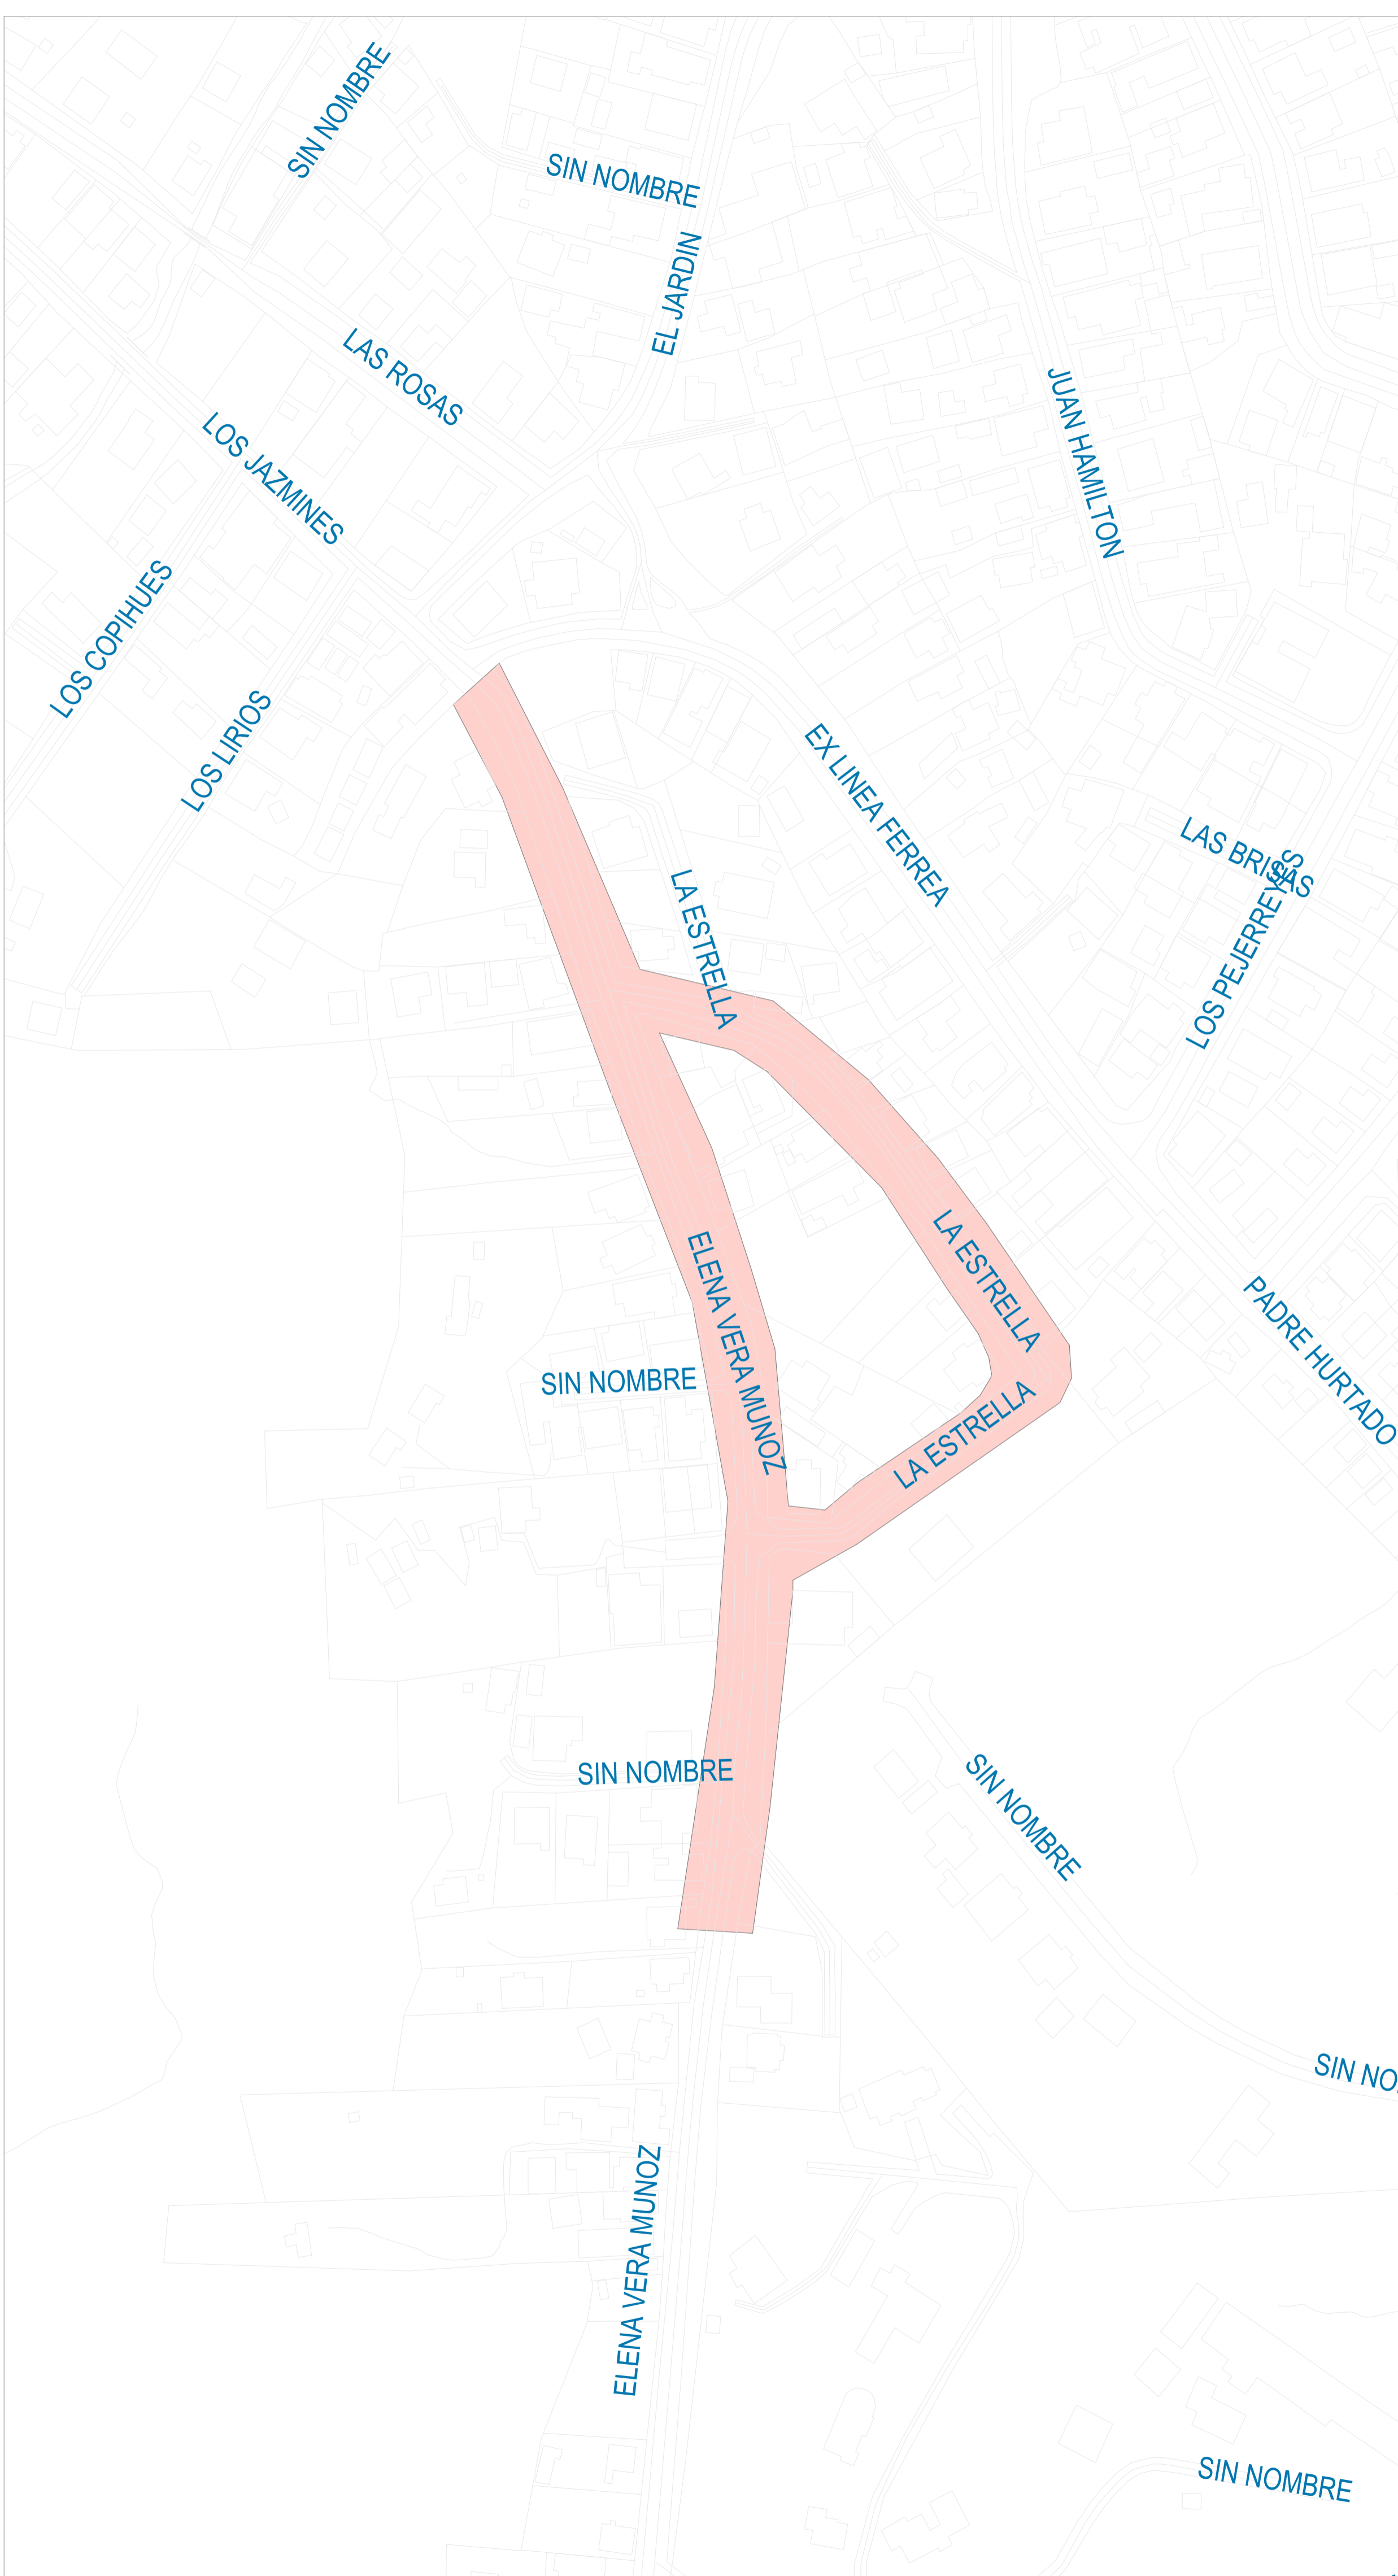 SIN NOMBRE
SIN NOMBRE
EL JARDIN
LAS ROSAS
JUAN HAMILTON
LOS JAZMINES
LOS COPIHUES
LOS LIRIOS
EX LINEA FERREA
LAS BRISAS
LOS PEJERREYES
LA ESTRELLA
LA ESTRELLA
ELENA VERA MUNOZ
PADRE HURTADO
SIN NOMBRE
LA ESTRELLA
SIN NOMBRE
SIN NOMBRE
SIN NO
ELENA VERA MUNOZ
SIN NOMBRE